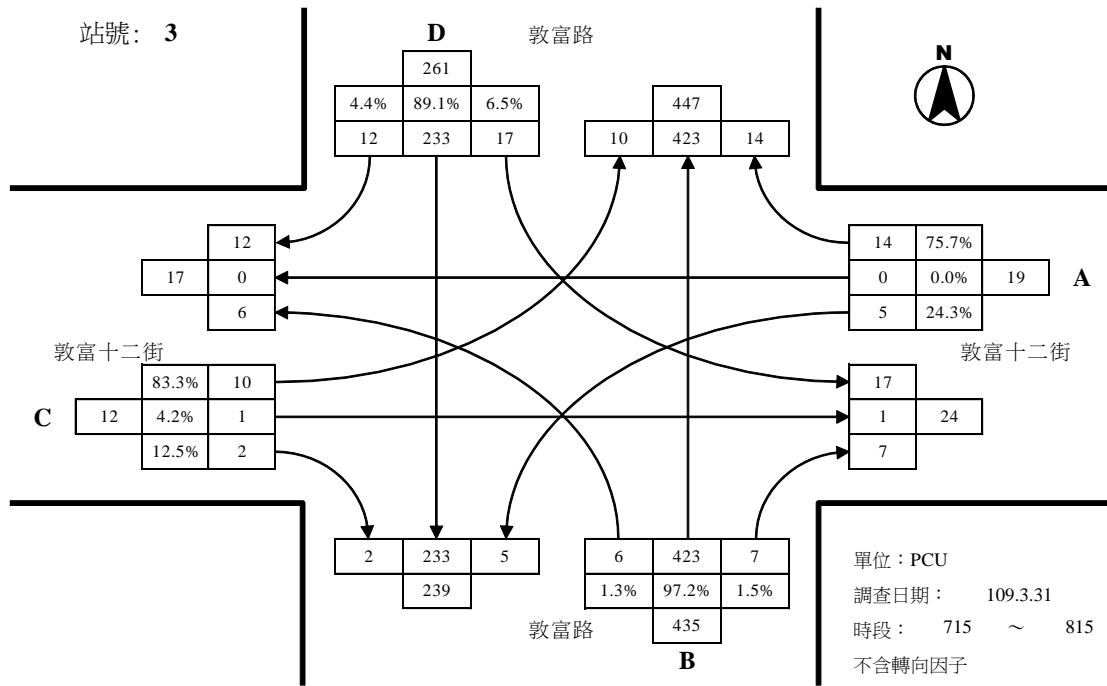 站號: 3
D
敦富路
N
261
4.4% 89.1% 6.5%
12 233 17
447
10 423 14
12
17 0
6
14 75.7%
0 0.0% 19
5 24.3%
A
敦富十二街
敦富十二街
83.3% 10
C 12 4.2% 1
12.5% 2
17
1 24
7
2 233 5
239
6 423 7
1.3% 97.2% 1.5%
435
敦富路
B
單位：PCU
調查日期： 109.3.31
時段： 715 ～ 815
不含轉向因子